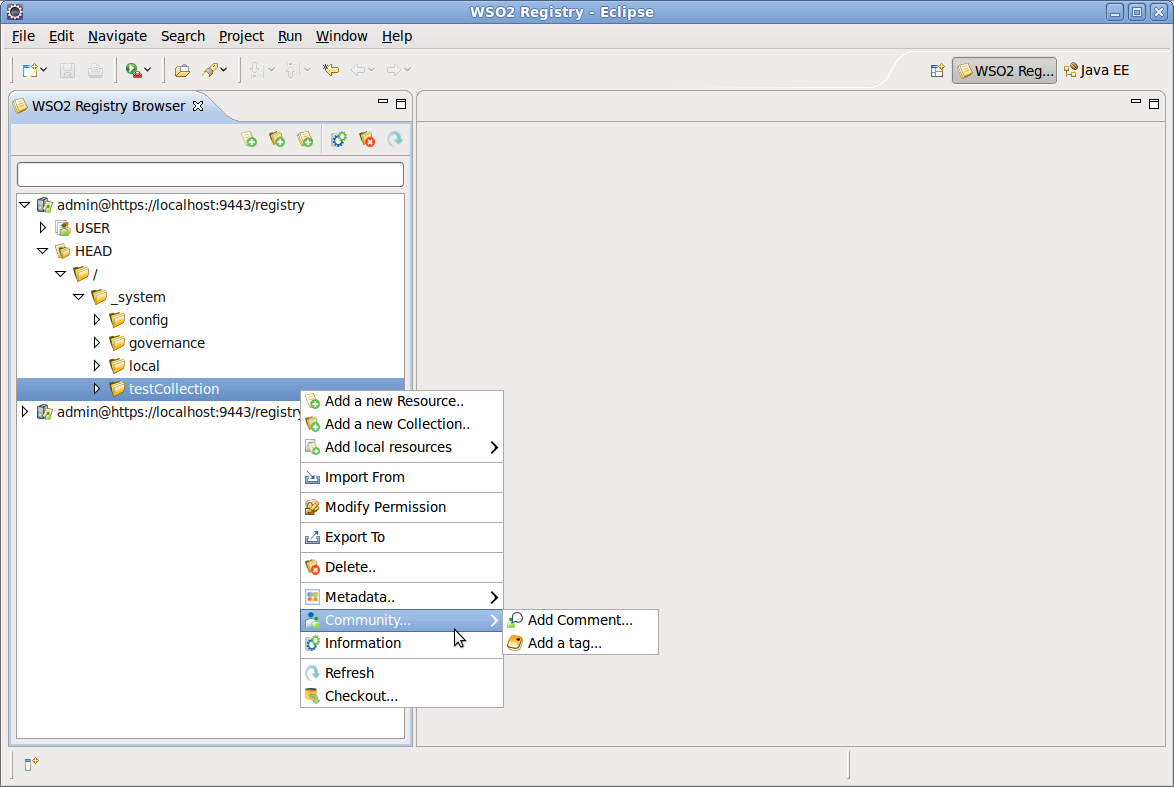 WSO2 Registry - Eclipse
File Edit Navigate Search Project Run Window Help
WSO2 Reg... Java EE
WSO2 Registry Browser
admin@https://localhost:9443/registry
USER
HEAD
/
_system
config
governance
local
testCollection
admin@https://localhost:9443/registry
Add a new Resource..
Add a new Collection..
Add local resources
Import From
Modify Permission
Export To
Delete..
Metadata..
Community...
Add Comment...
Information
Add a tag...
Refresh
Checkout...